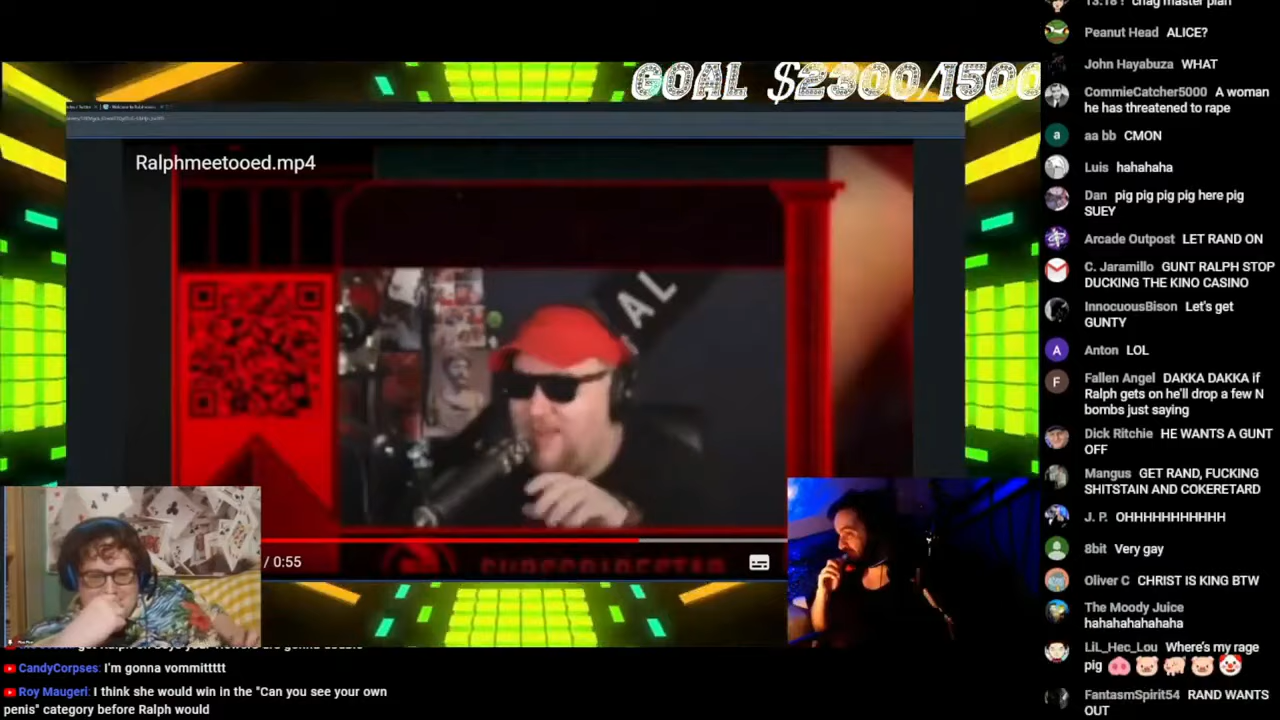 GOAL $2300/1500
Ralphmeetooed.mp4
AL
/ 0:55
CandyCorpses: I'm gonna vommittttt
Roy Maugeri: I think she would win in the "Can you see your own
penis" category before Ralph would
chag master plan
Peanut Head ALICE?
John Hayabuza WHAT
CommieCatcher5000 A woman
he has threatened to rape
aa bb CMON
Luis hahahaha
Dan pig pig pig pig here pig
SUEY
Arcade Outpost LET RAND ON
C. Jaramillo GUNT RALPH STOP
DUCKING THE KINO CASINO
InnocuousBison Let's get
GUNTY
A
Anton LOL
F
Fallen Angel DAKKA DAKKA if
Ralph gets on he'll drop a few N
bombs just saying
Dick Ritchie HE WANTS A GUNT
OFF
Mangus GET RAND, FUCKING
SHITSTAIN AND COKERETARD
J. P. OHHHHHHHHHH
8bit Very gay
Oliver C CHRIST IS KING BTW
The Moody Juice
hahahahahahaha
LiL_Hec_Lou Where's my rage
pig 🐽 🐷 🐖 🐷 🤡
FantasmSpirit54 RAND WANTS
OUT